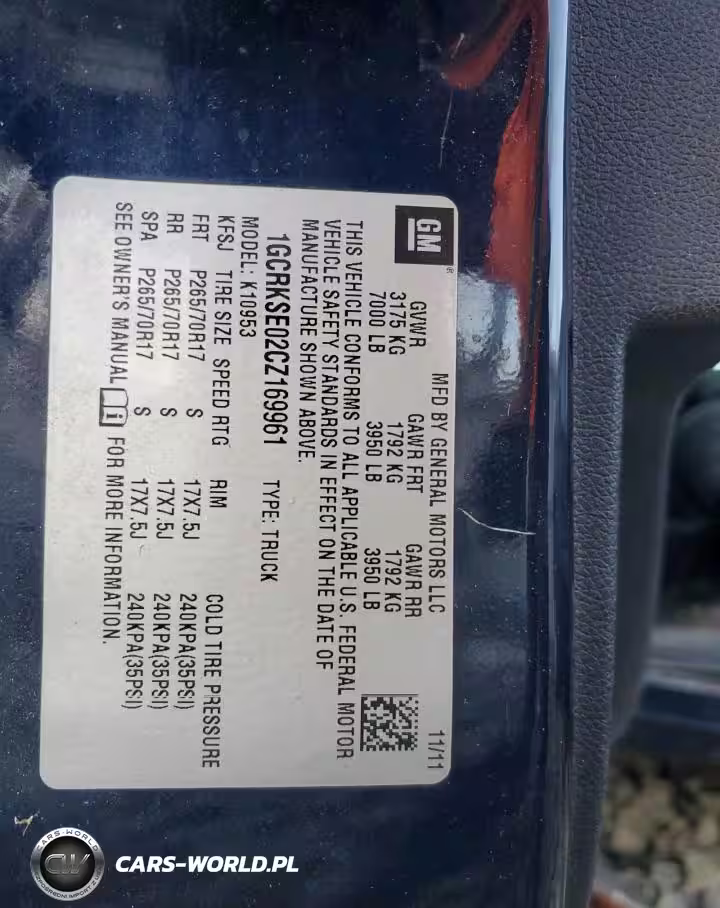 GM
MFD BY GENERAL MOTORS LLC 11/11
GVWR GAWR FRT GAWR RR
3175 KG 1792 KG 1792 KG
7000 LB 3950 LB 3950 LB
THIS VEHICLE CONFORMS TO ALL APPLICABLE U.S. FEDERAL MOTOR
VEHICLE SAFETY STANDARDS IN EFFECT ON THE DATE OF
MANUFACTURE SHOWN ABOVE.
1GCRKSE02CZ169961 TYPE: TRUCK
MODEL: K10953
KFSJ TIRE SIZE SPEED RTG RIM COLD TIRE PRESSURE
FRT P265/70R17 S 17X7.5J 240KPA(35PSI)
RR P265/70R17 S 17X7.5J 240KPA(35PSI)
SPA P265/70R17 S 17X7.5J 240KPA(35PSI)
SEE OWNER'S MANUAL FOR MORE INFORMATION.
CARS-WORLD
CW
CARS-WORLD.PL